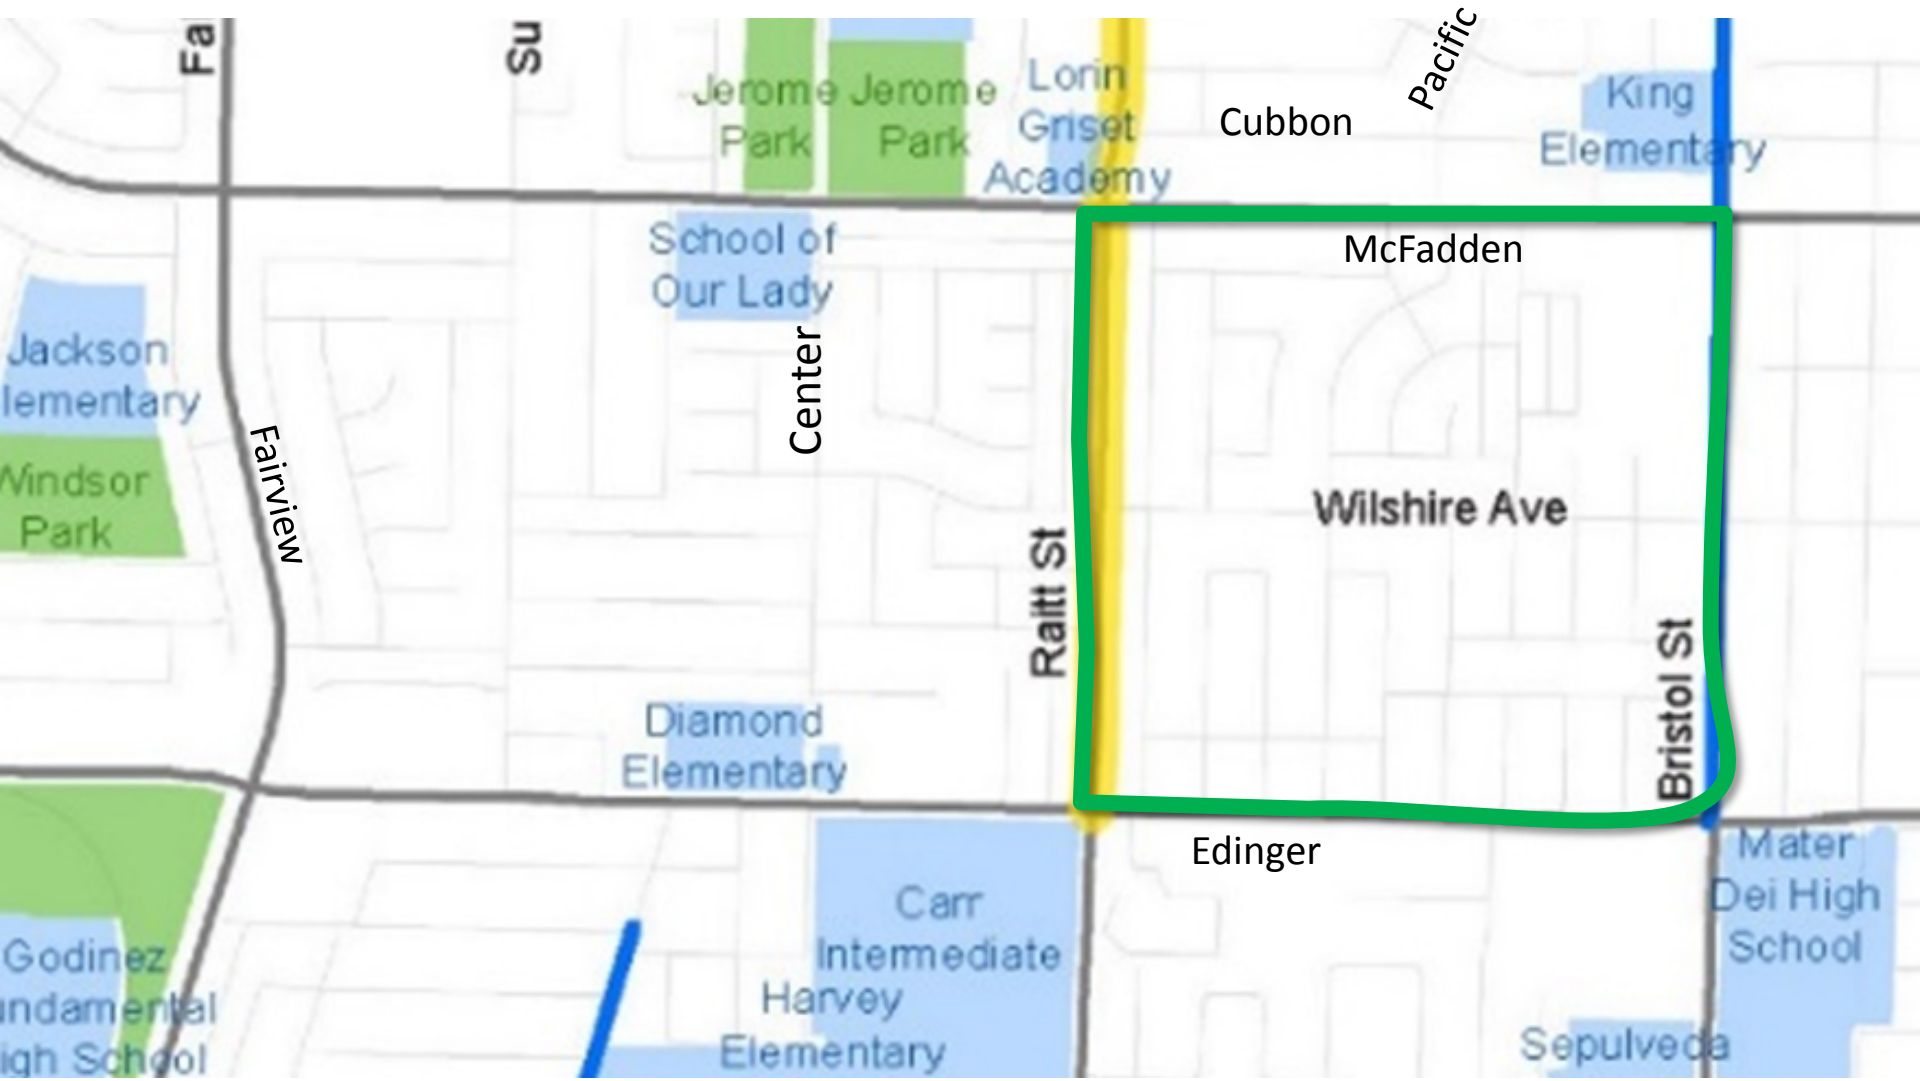 Fa
Su
Pacific
Jerome
Park
Jerome
Park
Lorin
Griset
Academy
Cubbon
King
Elementary
School of
Our Lady
McFadden
Jackson
lementary
Center
Fairview
Windsor
Park
Wilshire Ave
Raitt St
Bristol St
Diamond
Elementary
Edinger
Mater
Dei High
School
Carr
Intermediate
Godinez
undamental
igh School
Harvey
Elementary
Sepulveda